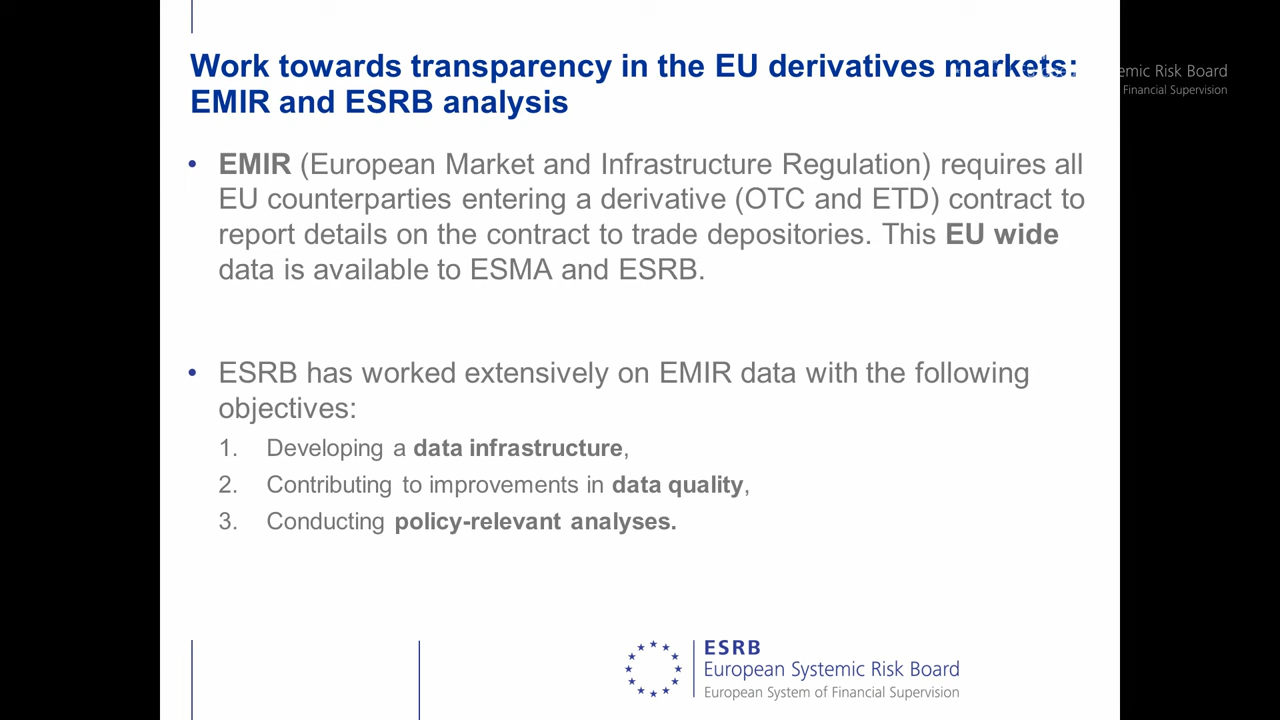 Work towards transparency in the EU derivatives markets:
EMIR and ESRB analysis
emic Risk Board
Financial Supervision
• EMIR (European Market and Infrastructure Regulation) requires all
EU counterparties entering a derivative (OTC and ETD) contract to
report details on the contract to trade depositories. This EU wide
data is available to ESMA and ESRB.
• ESRB has worked extensively on EMIR data with the following
objectives:
1. Developing a data infrastructure,
2. Contributing to improvements in data quality,
3. Conducting policy-relevant analyses.
ESRB
European Systemic Risk Board
European System of Financial Supervision